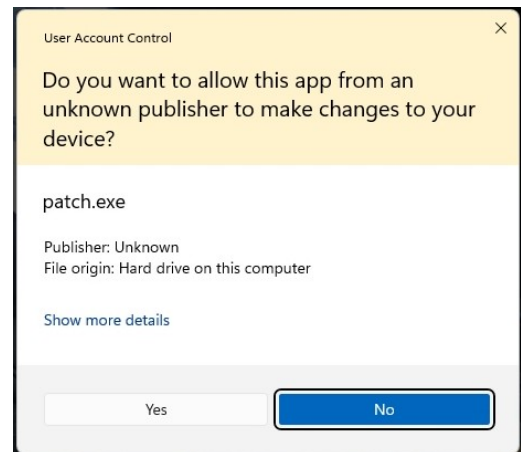 User Account Control
Do you want to allow this app from an
unknown publisher to make changes to your
device?
patch.exe
Publisher: Unknown
File origin: Hard drive on this computer
Show more details
Yes
No